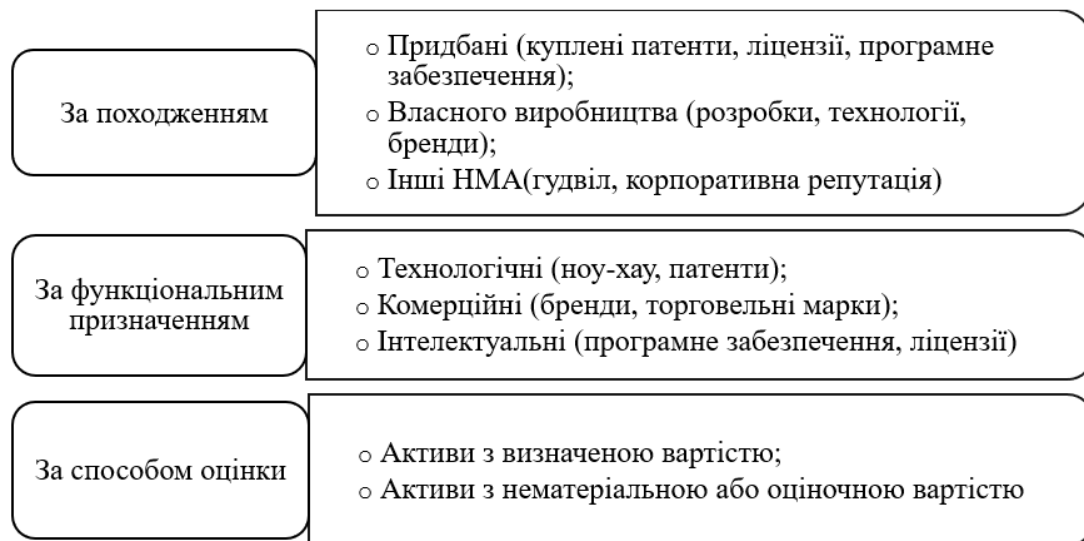 За походженням
○ Придбані (куплені патенти, ліцензії, програмне
забезпечення);
○ Власного виробництва (розробки, технології,
бренди);
○ Інші НМА(гудвіл, корпоративна репутація)
За функціональним
призначенням
○ Технологічні (ноу-хау, патенти);
○ Комерційні (бренди, торговельні марки);
○ Інтелектуальні (програмне забезпечення, ліцензії)
За способом оцінки
○ Активи з визначеною вартістю;
○ Активи з нематеріальною або оціночною вартістю